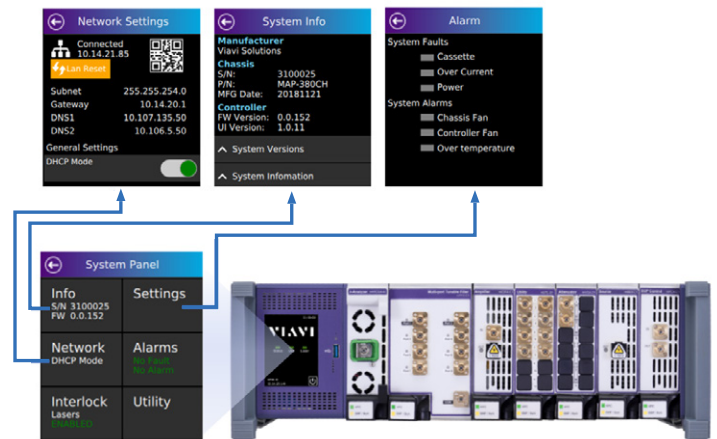 Network Settings
Connected
10.14.21.85
Lan Reset
Subnet 255.255.254.0
Gateway 10.14.20.1
DNS1 10.107.135.50
DNS2 10.106.5.50
General Settings
DHCP Mode
System Info
Manufacturer
Viavi Solutions
Chassis
S/N: 3100025
P/N: MAP-380CH
MFG Date: 20181121
Controller
FW Version: 0.0.152
UI Version: 1.0.11
System Versions
System Infomation
Alarm
System Faults
Cassette
Over Current
Power
System Alarms
Chassis Fan
Controller Fan
Over temperature
System Panel
Info
S/N 3100025
FW 0.0.152
Settings
Network
DHCP Mode
Alarms
No Fault
No Alarm
Interlock
Lasers
ENABLED
Utility
VIAVI